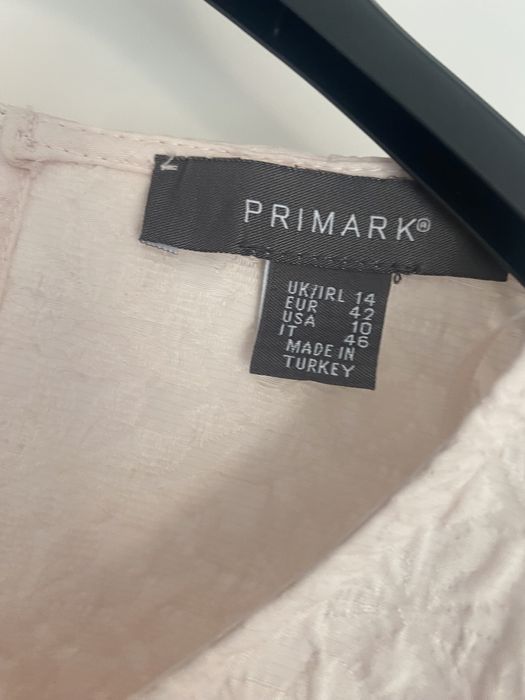 PRIMARK®
UK/IRL 14
EUR 42
USA 10
IT 46
MADE IN
TURKEY